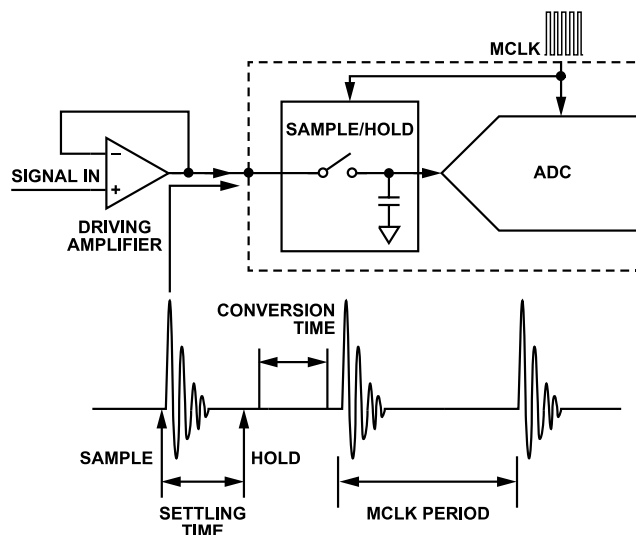 MCLK
SAMPLE/HOLD
ADC
SIGNAL IN
−
+
DRIVING
AMPLIFIER
CONVERSION
TIME
SAMPLE
HOLD
SETTLING
TIME
MCLK PERIOD